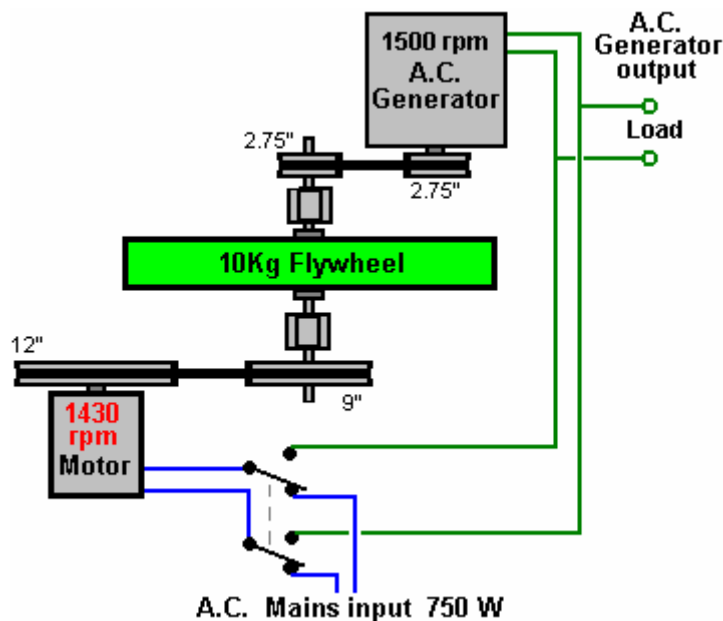 1500 rpm
A.C.
Generator
A.C.
Generator
output
Load
2.75"
2.75"
10Kg Flywheel
12"
9"
1430
rpm
Motor
A.C. Mains input 750 W